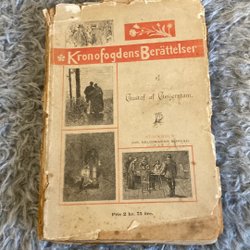 Kronofogdens Berättelser
af
Gustaf af Geijerstam.
STOCKHOLM
Pris 2 kr. 75 öre.